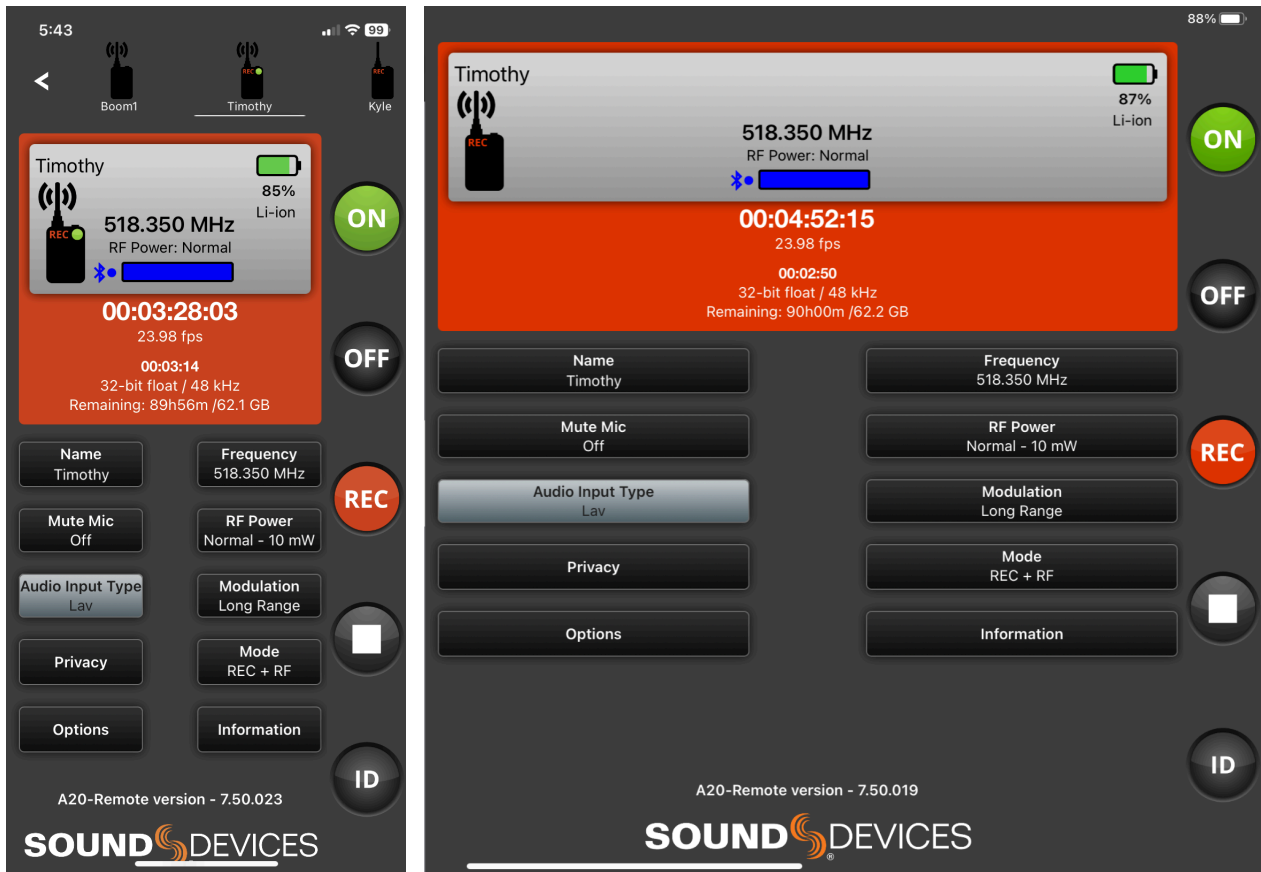 5:43
99
REC
REC
Boom1
Timothy
Kyle
Timothy
85%
Li-ion
REC
518.350 MHz
RF Power: Normal
00:03:28:03
23.98 fps
00:03:14
32-bit float / 48 kHz
Remaining: 89h56m /62.1 GB
ON
OFF
REC
ID
Name
Timothy
Frequency
518.350 MHz
Mute Mic
Off
RF Power
Normal - 10 mW
Audio Input Type
Lav
Modulation
Long Range
Privacy
Mode
REC + RF
Options
Information
A20-Remote version - 7.50.023
SOUND DEVICES
88%
Timothy
87%
Li-ion
REC
518.350 MHz
RF Power: Normal
00:04:52:15
23.98 fps
00:02:50
32-bit float / 48 kHz
Remaining: 90h00m /62.2 GB
ON
OFF
REC
ID
Name
Timothy
Frequency
518.350 MHz
Mute Mic
Off
RF Power
Normal - 10 mW
Audio Input Type
Lav
Modulation
Long Range
Privacy
Mode
REC + RF
Options
Information
A20-Remote version - 7.50.019
SOUND DEVICES®